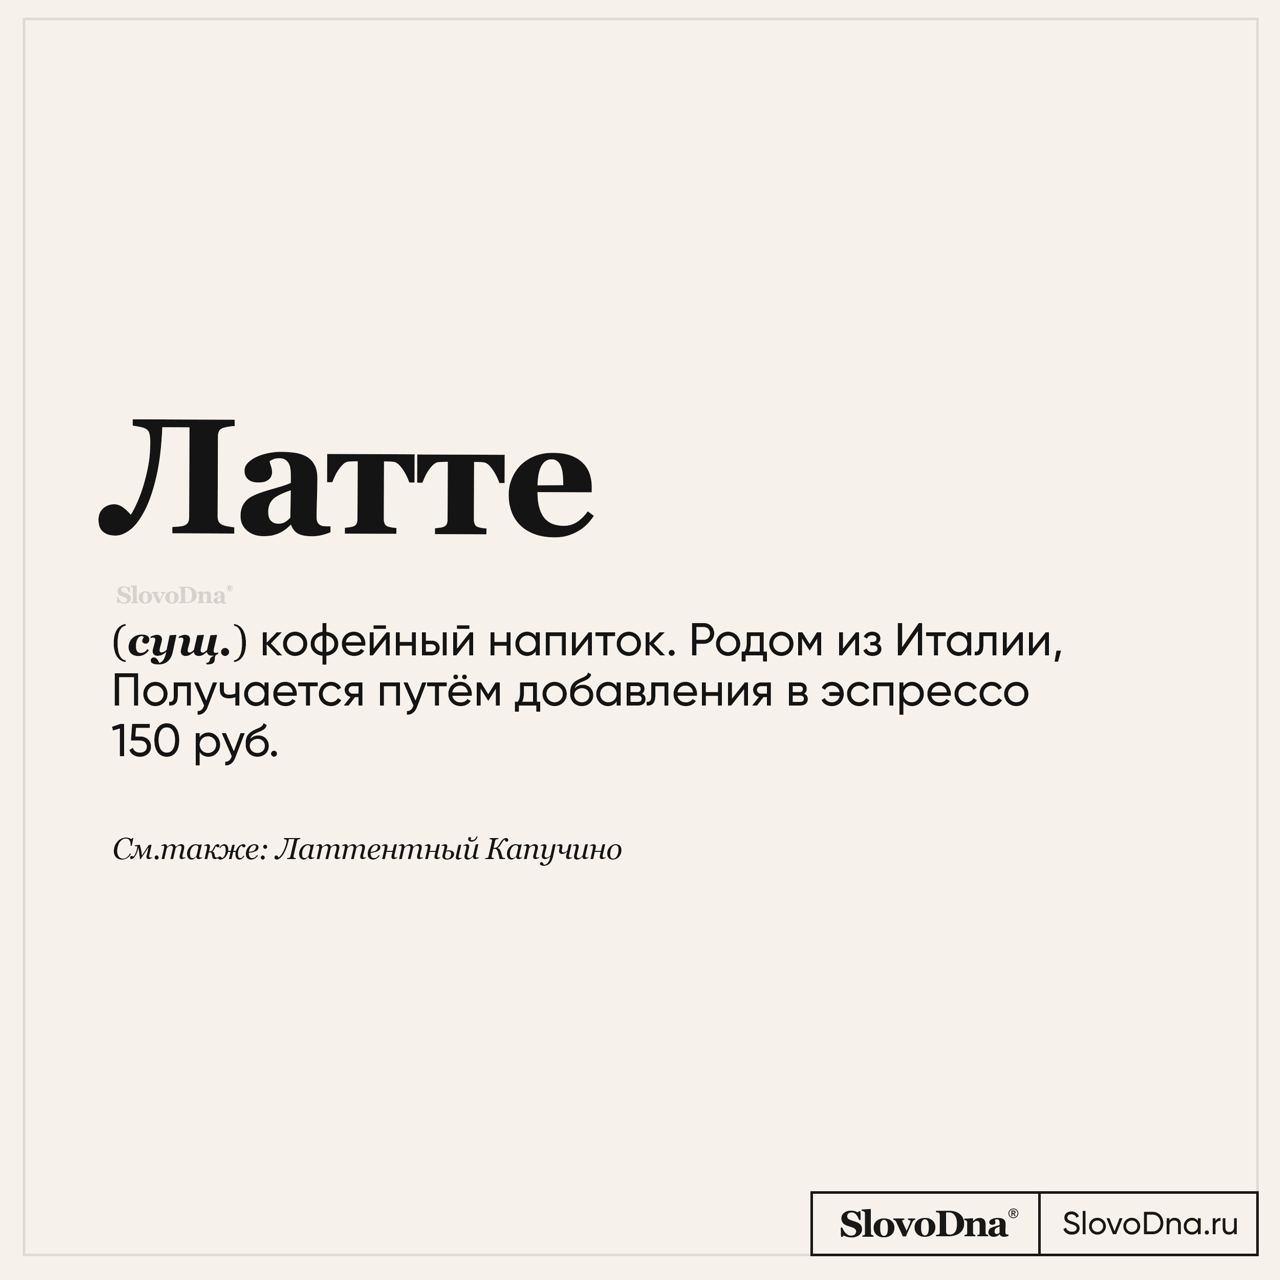 Латте
SlovoDna®
(сущ.) кофейный напиток. Родом из Италии,
Получается путём добавления в эспрессо
150 руб.
См.также: Латтентный Капучино
SlovoDna® SlovoDna.ru